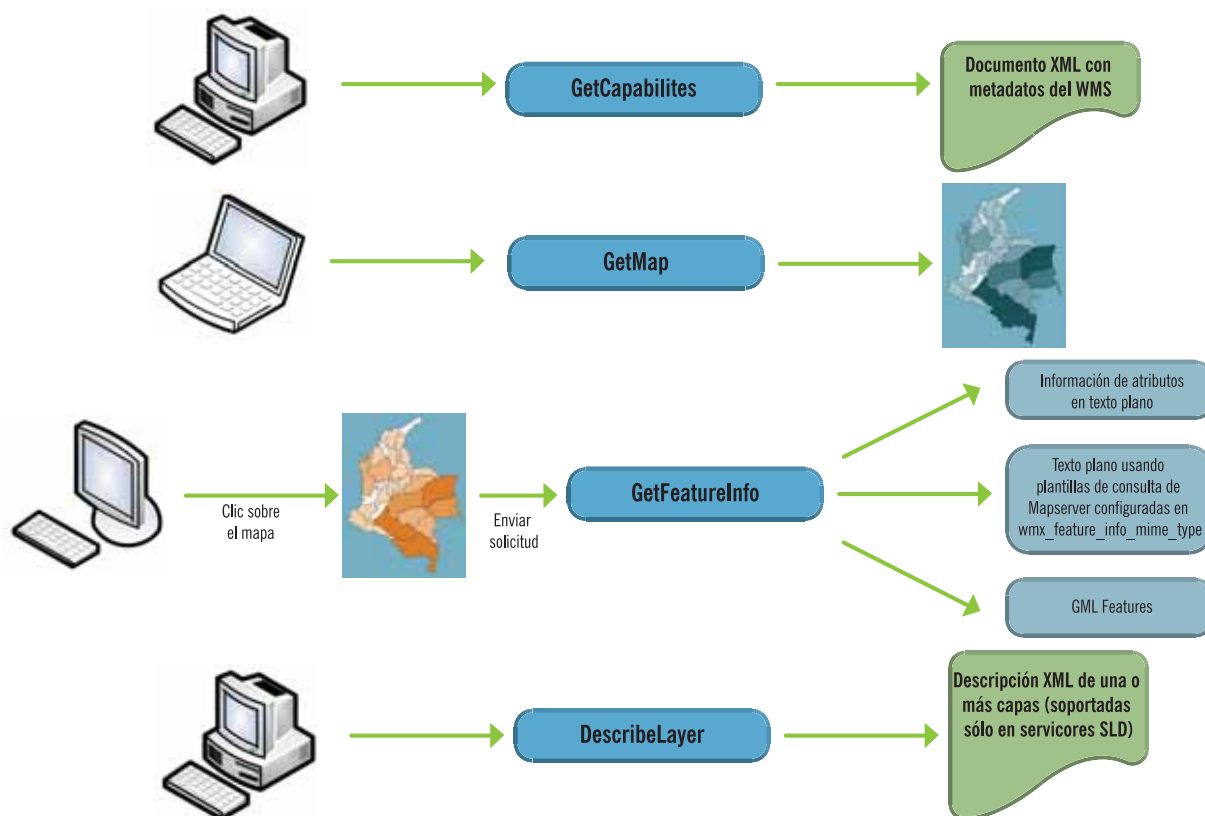 GetCapabilites
Documento XML con
metadatos del WMS
GetMap
Clic sobre
el mapa
Enviar
solicitud
GetFeatureInfo
Información de atributos
en texto plano
Texto plano usando
plantillas de consulta de
Mapserver configuradas en
wmx_feature_info_mime_type
GML Features
DescribeLayer
Descripción XML de una o
más capas (soportadas
sólo en servicores SLD)